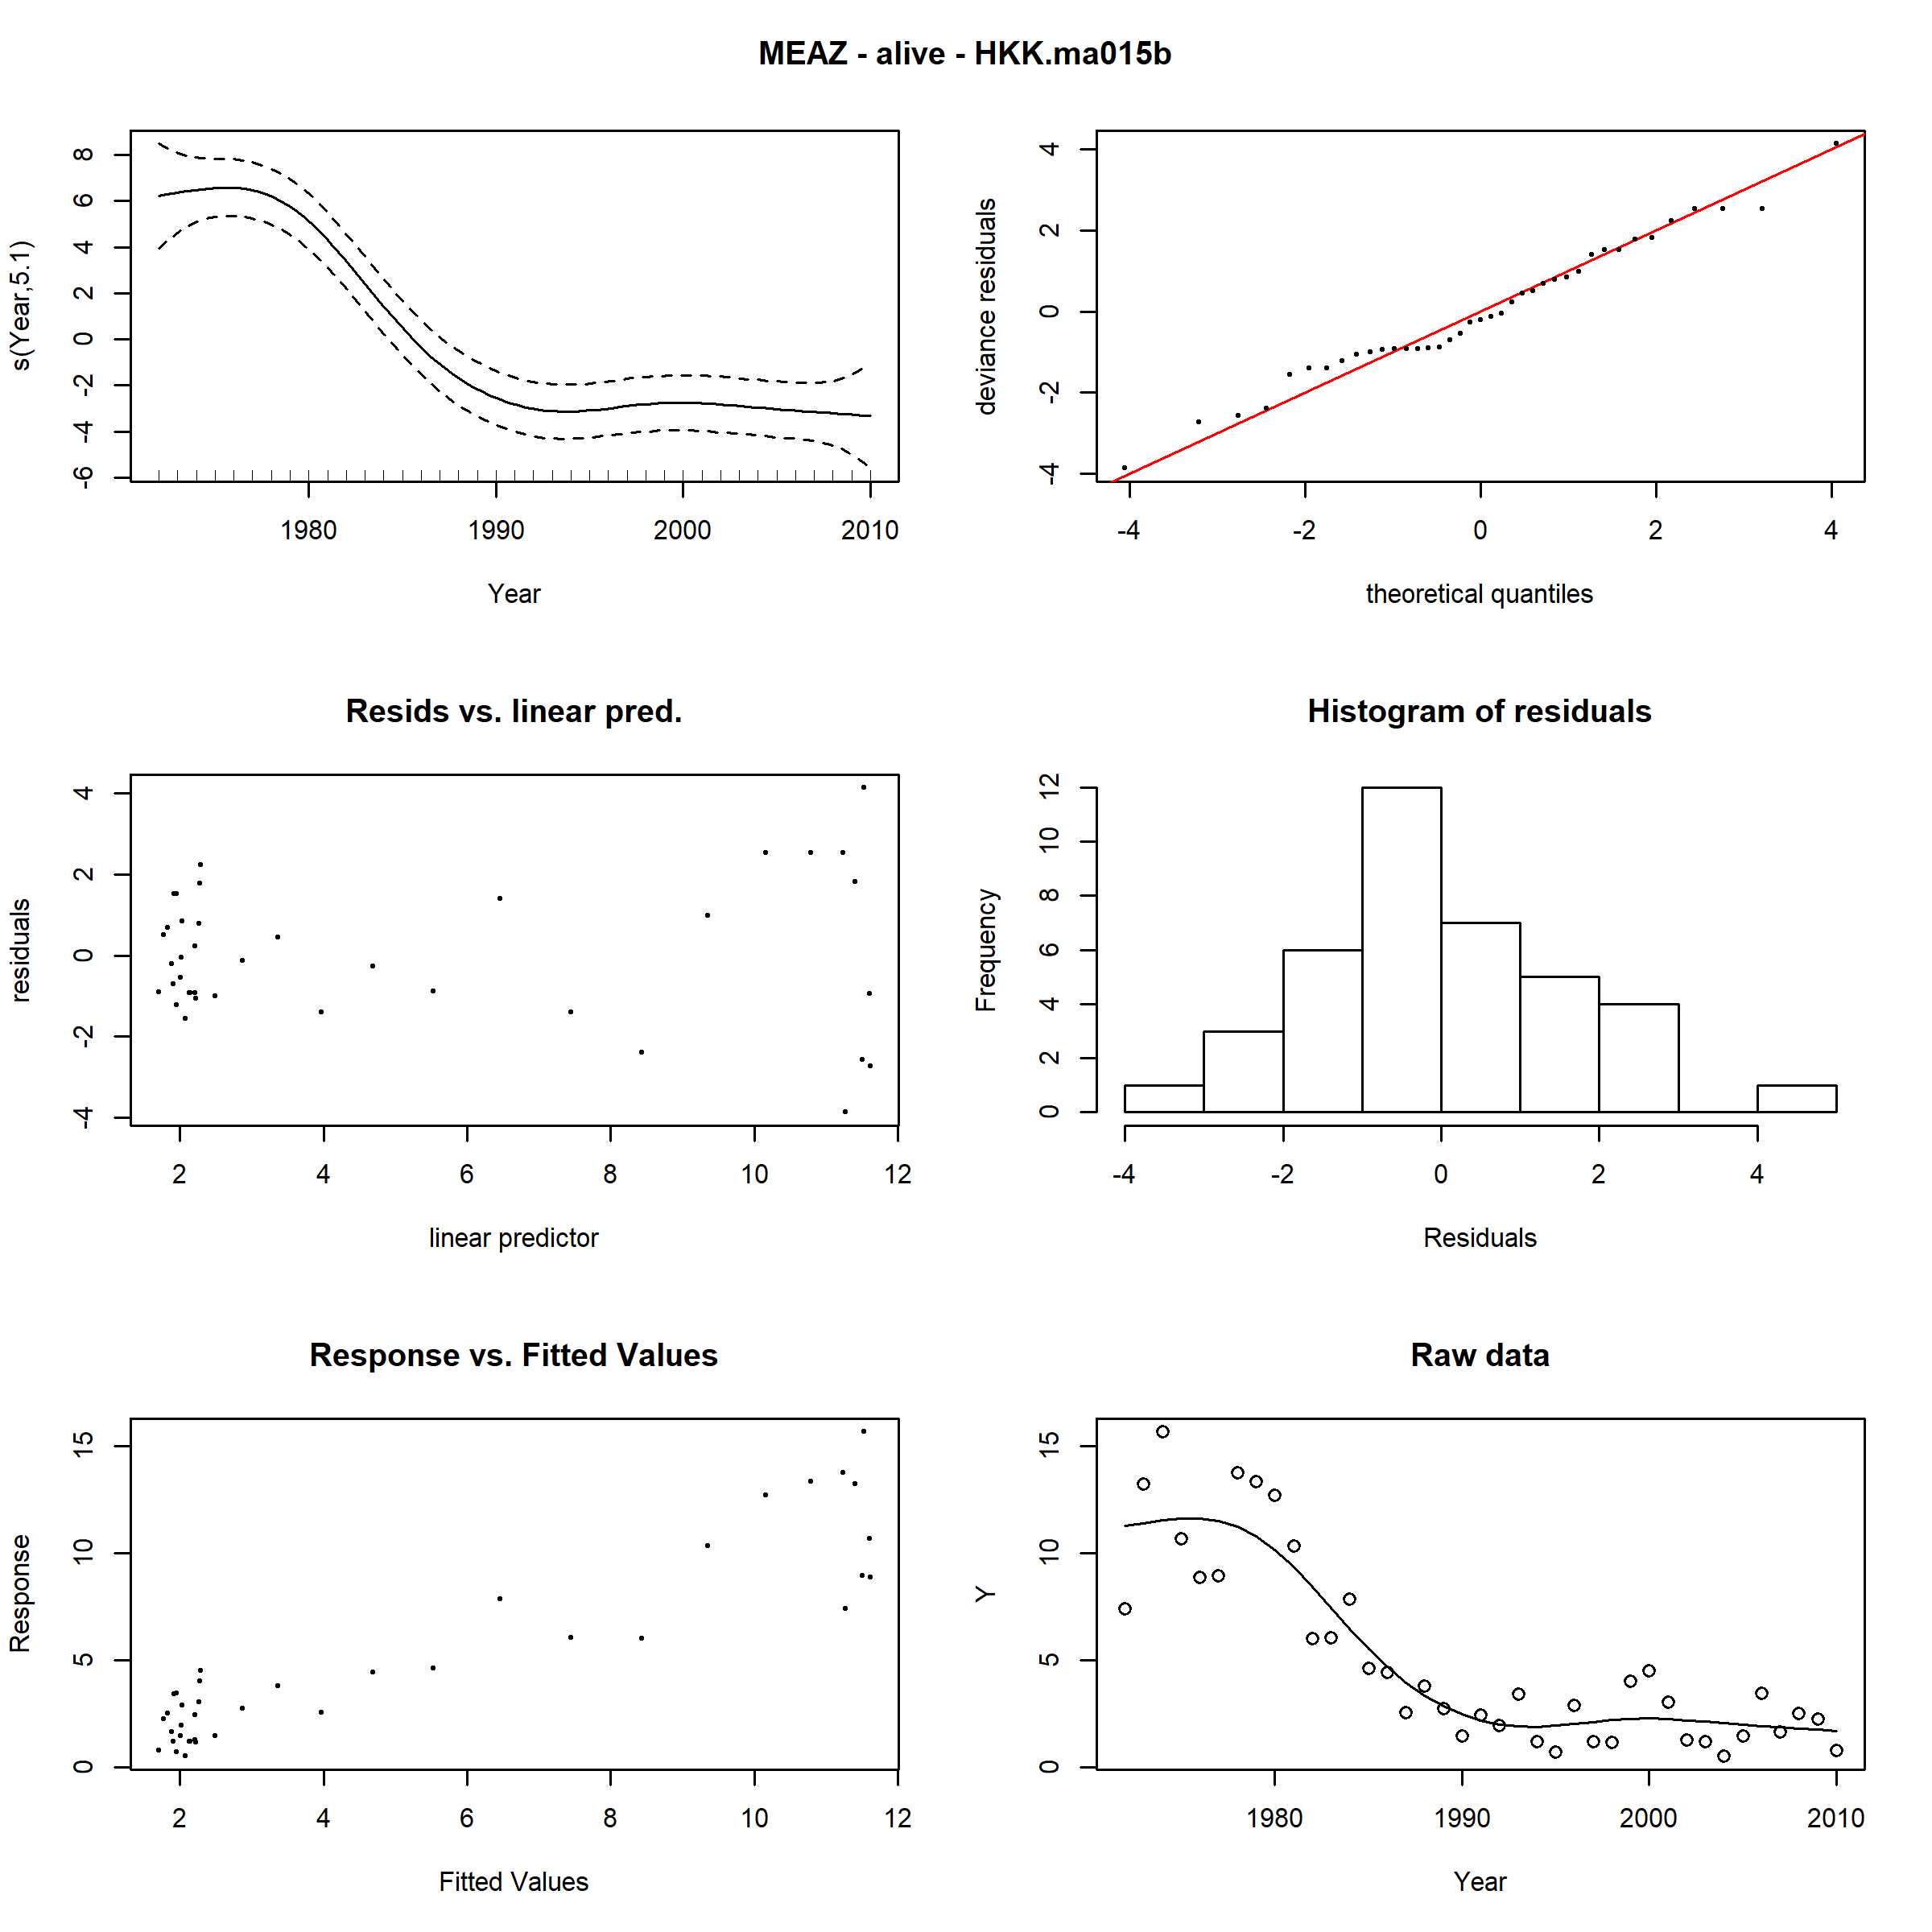 MEAZ - alive - HKK.ma015b
s(Year,5.1)
8
6
4
2
0
-2
-4
-6
1980 1990 2000 2010
Year
deviance residuals
4
2
0
-2
-4
-4 -2 0 2 4
theoretical quantiles
Resids vs. linear pred.
residuals
4
2
0
-2
-4
2 4 6 8 10 12
linear predictor
Histogram of residuals
Frequency
12
10
8
6
4
2
0
-4 -2 0 2 4
Residuals
Response vs. Fitted Values
Response
15
10
5
0
2 4 6 8 10 12
Fitted Values
Raw data
Y
15
10
5
0
1980 1990 2000 2010
Year